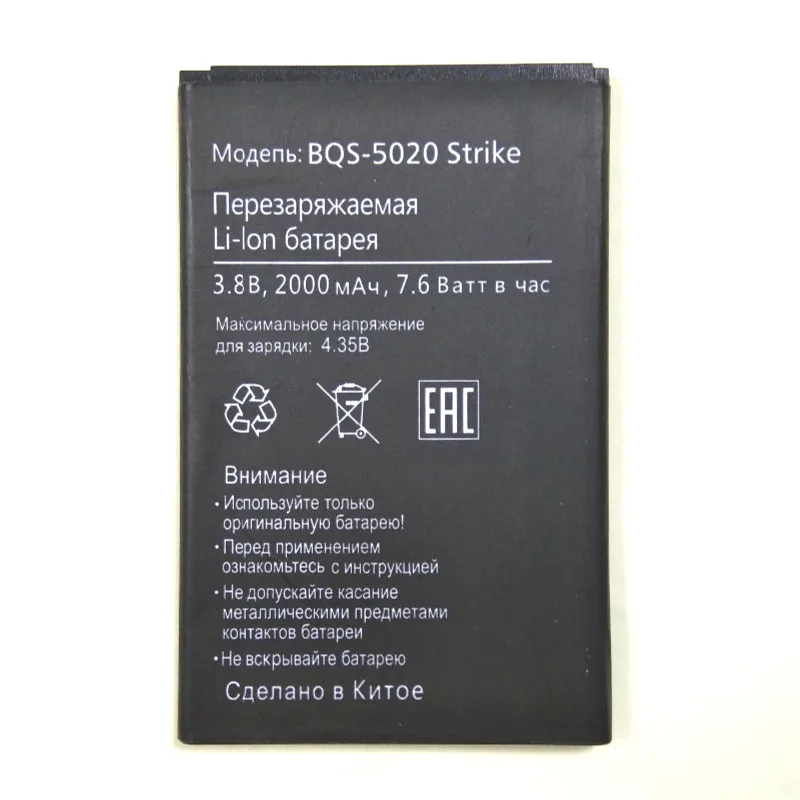 Модепь: BQS-5020 Strike
Перезаряжаемая
Li-Ion батарея
3.8В, 2000 мАч, 7.6 Ватт в час
Максимальное напряжение
для зарядки: 4.35В
EAC
Внимание
• Используйте только
оригинальную батарею!
• Перед применением
ознакомьтесь с инструкцией
• Не допускайте касание
металлическими предметами
контактов батареи
• Не вскрывайте батарею
Сделано в Китое